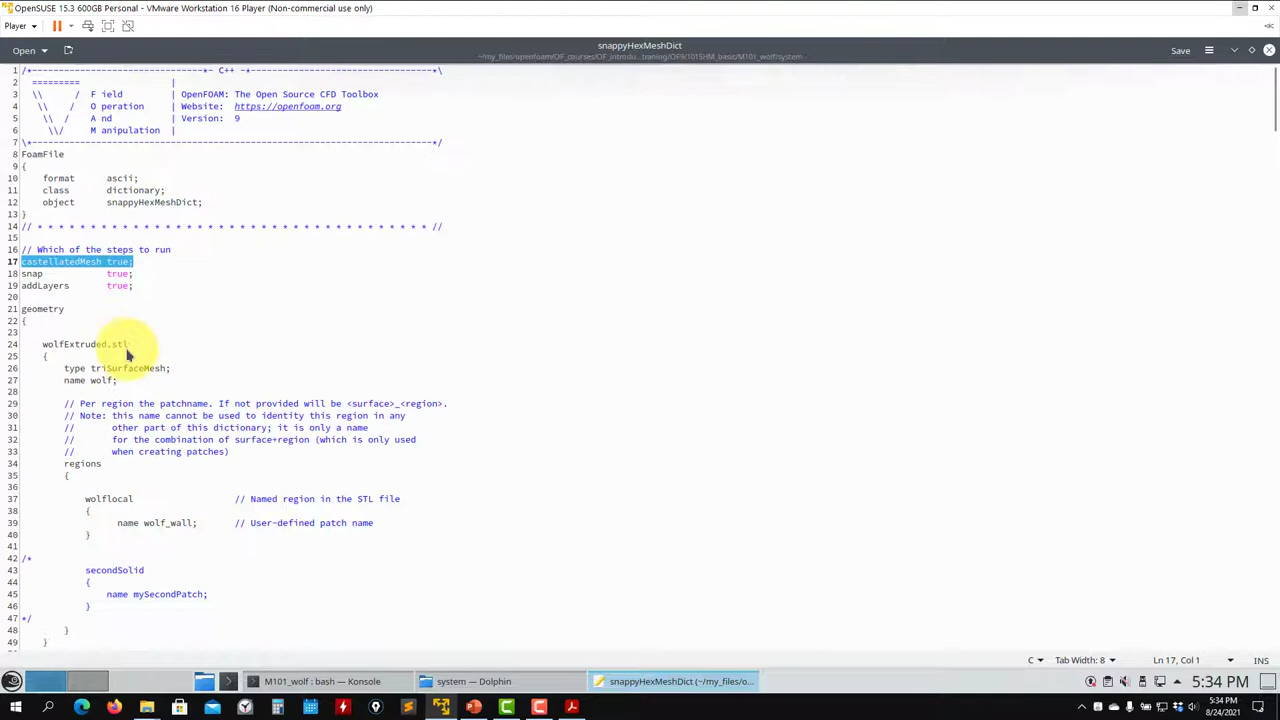 OpenSUSE 15.3 600GB Personal - VMware Workstation 16 Player (Non-commercial use only)
Player
Open
snappyHexMeshDict
Save
1 /*--------------------------------*- C++ -*----------------------------------*\
2 ========= |
3 \\ / F ield | OpenFOAM: The Open Source CFD Toolbox
4 \\ / O peration | Website: https://openfoam.org
5 \\ / A nd | Version: 9
6 \\/ M anipulation |
7 \*---------------------------------------------------------------------------*/
8 FoamFile
9 {
10 format ascii;
11 class dictionary;
12 object snappyHexMeshDict;
13 }
14 // * * * * * * * * * * * * * * * * * * * * * * * * * * * * * * * * * * * * * //
15
16 // Which of the steps to run
17 castellatedMesh true;
18 snap true;
19 addLayers true;
20
21 geometry
22 {
23
24 wolfExtruded.stl
25 {
26 type triSurfaceMesh;
27 name wolf;
28
29 // Per region the patchname. If not provided will be <surface>_<region>.
30 // Note: this name cannot be used to identity this region in any
31 // other part of this dictionary; it is only a name
32 // for the combination of surface+region (which is only used
33 // when creating patches)
34 regions
35 {
36
37 wolflocal // Named region in the STL file
38 {
39 name wolf_wall; // User-defined patch name
40 }
41
42 /*
43 secondSolid
44 {
45 name mySecondPatch;
46 }
47 */
48 }
49 }
C
Tab Width: 8
Ln 17, Col 1
INS
M101_wolf : bash — Konsole
system — Dolphin
snappyHexMeshDict (~/my_files/o...
5:34 PM
5:34 PM
8/24/2021